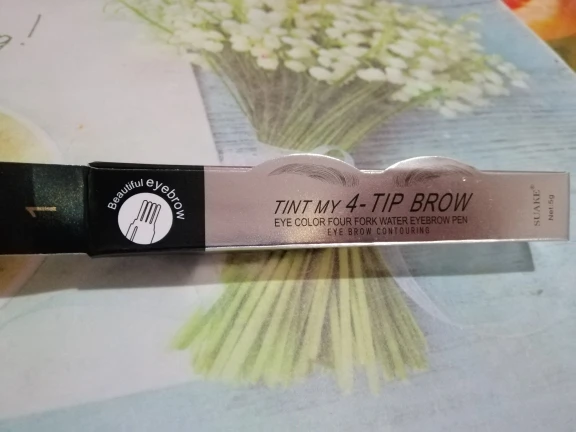 1
Beautiful eyebrow
TINT MY 4- TIP BROW
EYE COLOR FOUR FORK WATER EYEBROW PEN
EYE BROW CONTOURING
SUAKE®
Net.5g